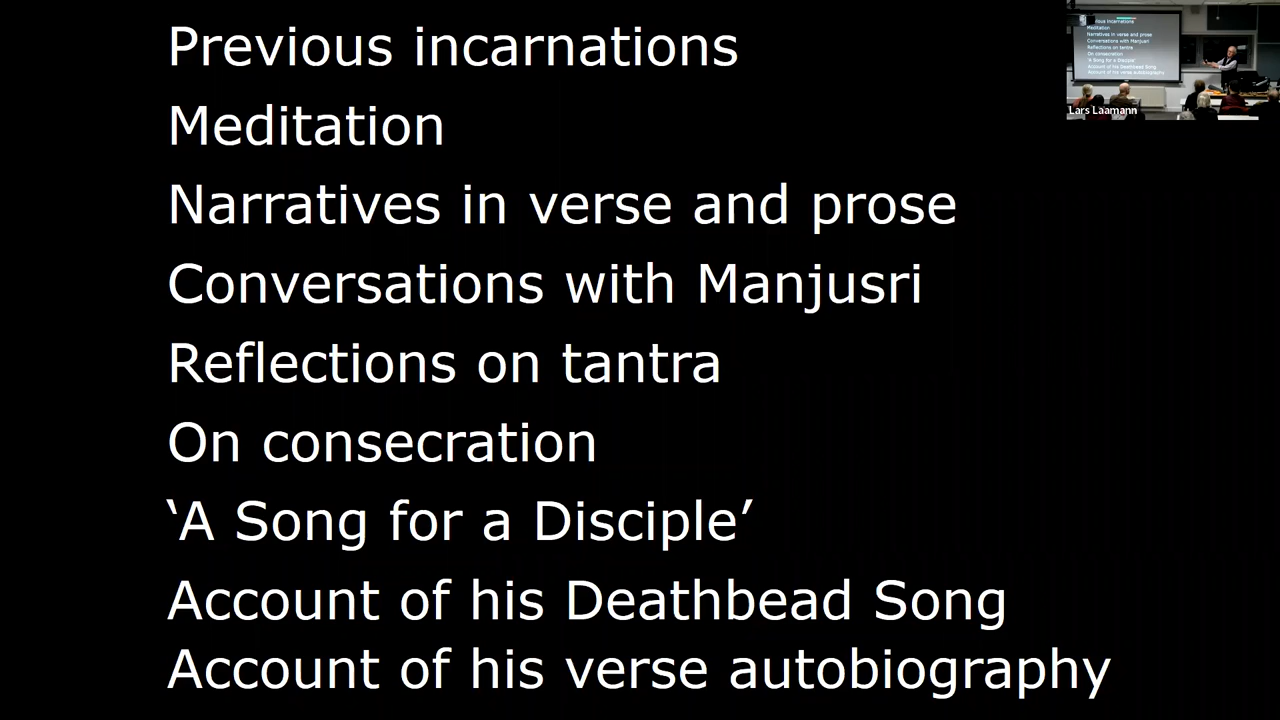 Previous incarnations
Meditation
Narratives in verse and prose
Conversations with Manjusri
Reflections on tantra
On consecration
‘A Song for a Disciple’
Account of his Deathbead Song
Account of his verse autobiography
Lars Laamann